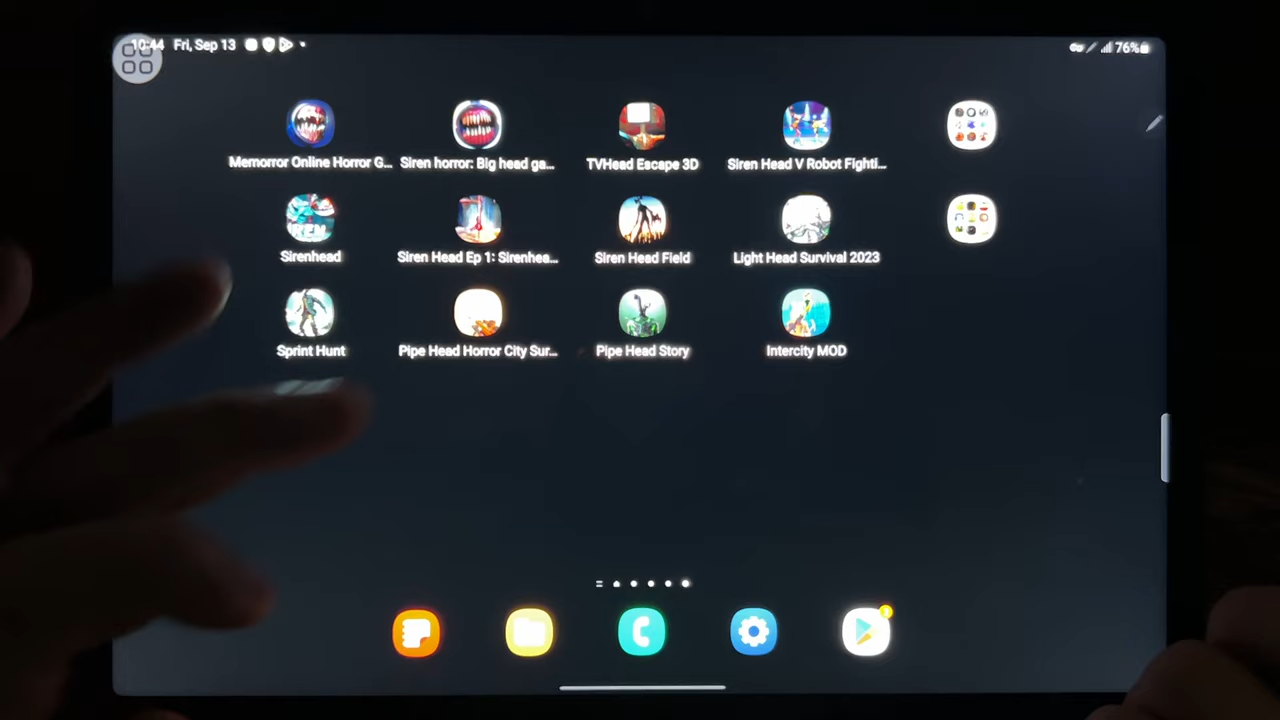 10:44 Fri, Sep 13
76%
Memorror Online Horror G...
Siren horror: Big head ga...
TVHead Escape 3D
Siren Head V Robot Fighti...
Sirenhead
Siren Head Ep 1: Sirenhea...
Siren Head Field
Light Head Survival 2023
Sprint Hunt
Pipe Head Horror City Sur...
Pipe Head Story
Intercity MOD